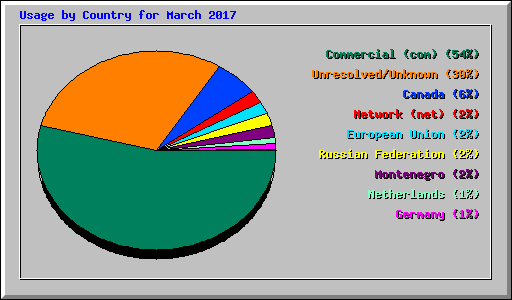 Usage by Country for March 2017
Commercial (com) (54%)
Unresolved/Unknown (30%)
Canada (6%)
Network (net) (2%)
European Union (2%)
Russian Federation (2%)
Montenegro (2%)
Netherlands (1%)
Germany (1%)